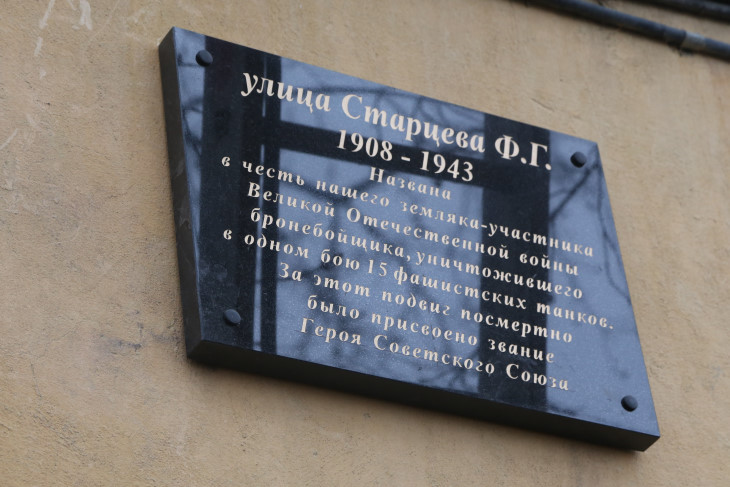 улица Старцева Ф.Г.
1908 - 1943
Названа
в честь нашего земляка-участника
Великой Отечественной войны
бронебойщика, уничтожившего
в одном бою 15 фашистских танков.
За этот подвиг посмертно
было присвоено звание
Героя Советского Союза